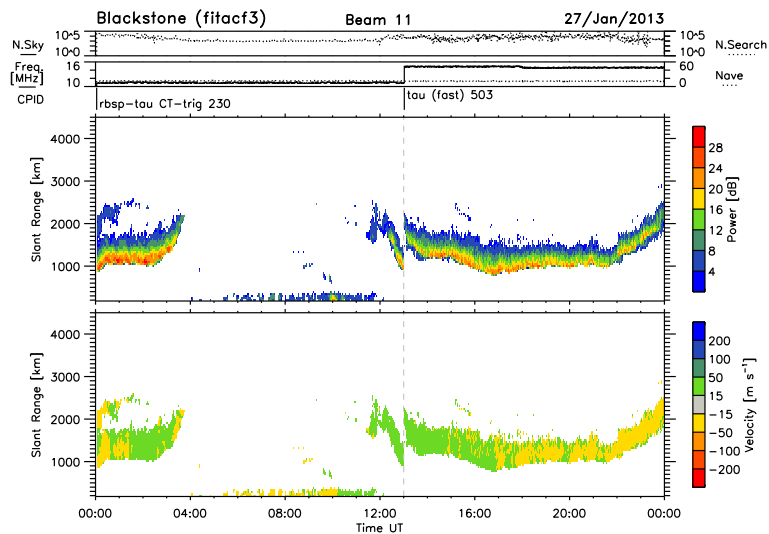 Blackstone (fitacf3)
Beam 11
27/Jan/2013
N.Sky
10^5
10^0
10^5
10^0
N.Search
Freq.
[MHz]
16
10
60
0
Nave
CPID
rbsp-tau CT-trig 230
tau (fast) 503
Slant Range [km]
4000
3000
2000
1000
28
24
20
16
12
8
4
Power [dB]
Slant Range [km]
4000
3000
2000
1000
200
100
50
15
-15
-50
-100
-200
Velocity [m s⁻¹]
00:00
04:00
08:00
12:00
16:00
20:00
00:00
Time UT